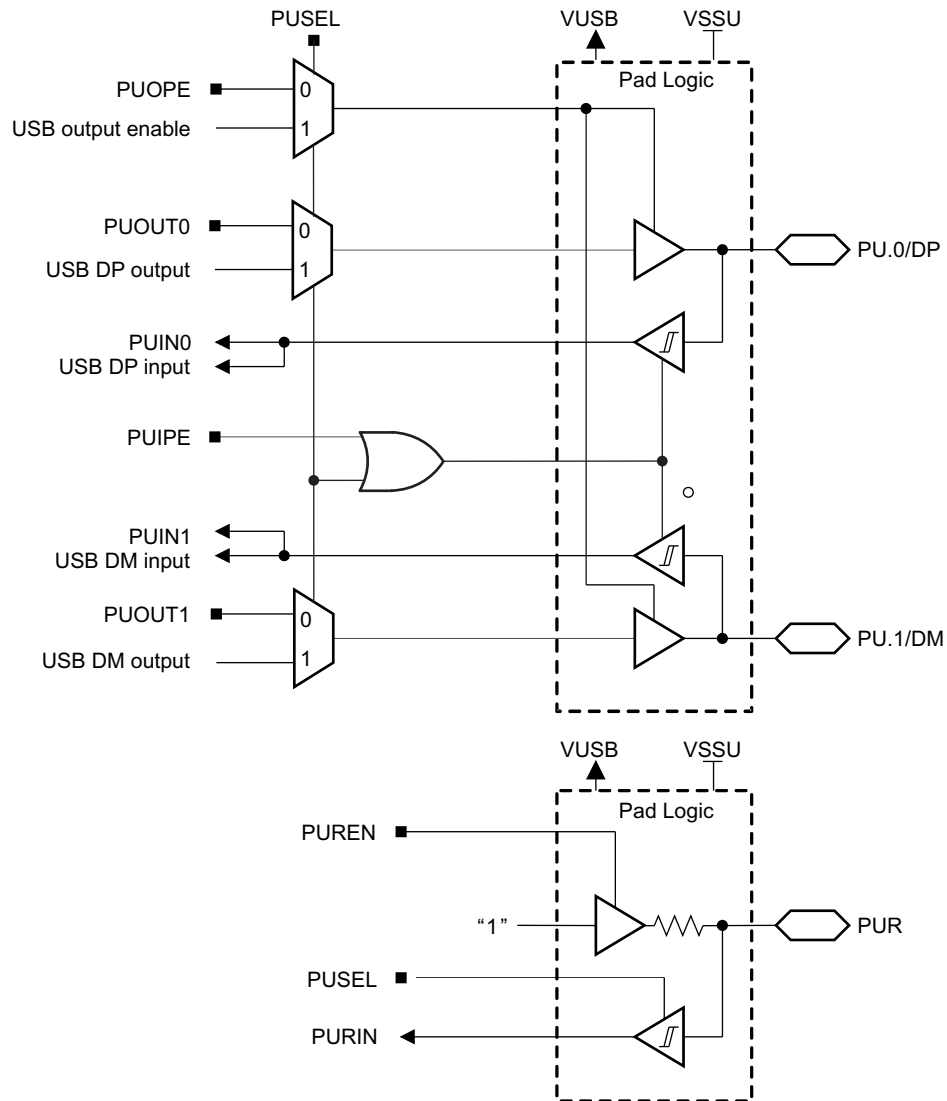 PUSEL
VUSB
VSSU
Pad Logic
PUOPE
0
USB output enable
1
PUOUT0
0
USB DP output
1
PU.0/DP
PUIN0
USB DP input
PUIPE
PUIN1
USB DM input
PUOUT1
0
USB DM output
1
PU.1/DM
VUSB
VSSU
Pad Logic
PUREN
“1”
PUR
PUSEL
PURIN